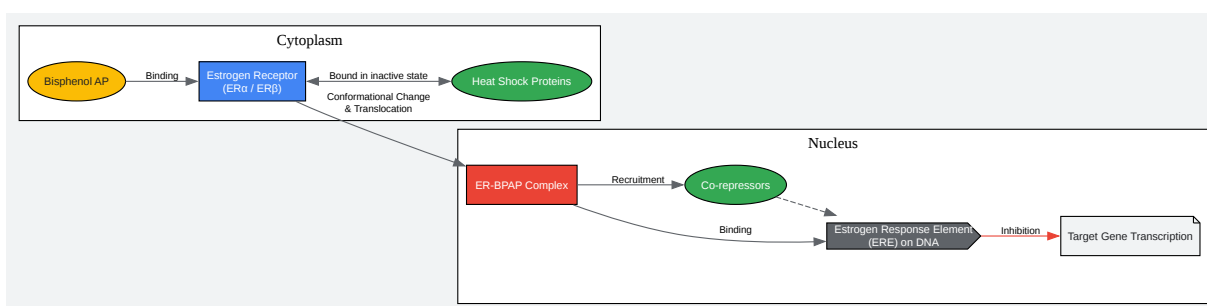 Cytoplasm
Bisphenol AP
Binding
Estrogen Receptor
(ERα / ERβ)
Bound in inactive state
Heat Shock Proteins
Conformational Change
& Translocation
Nucleus
ER-BPAP Complex
Recruitment
Co-repressors
Binding
Estrogen Response Element
(ERE) on DNA
Inhibition
Target Gene Transcription